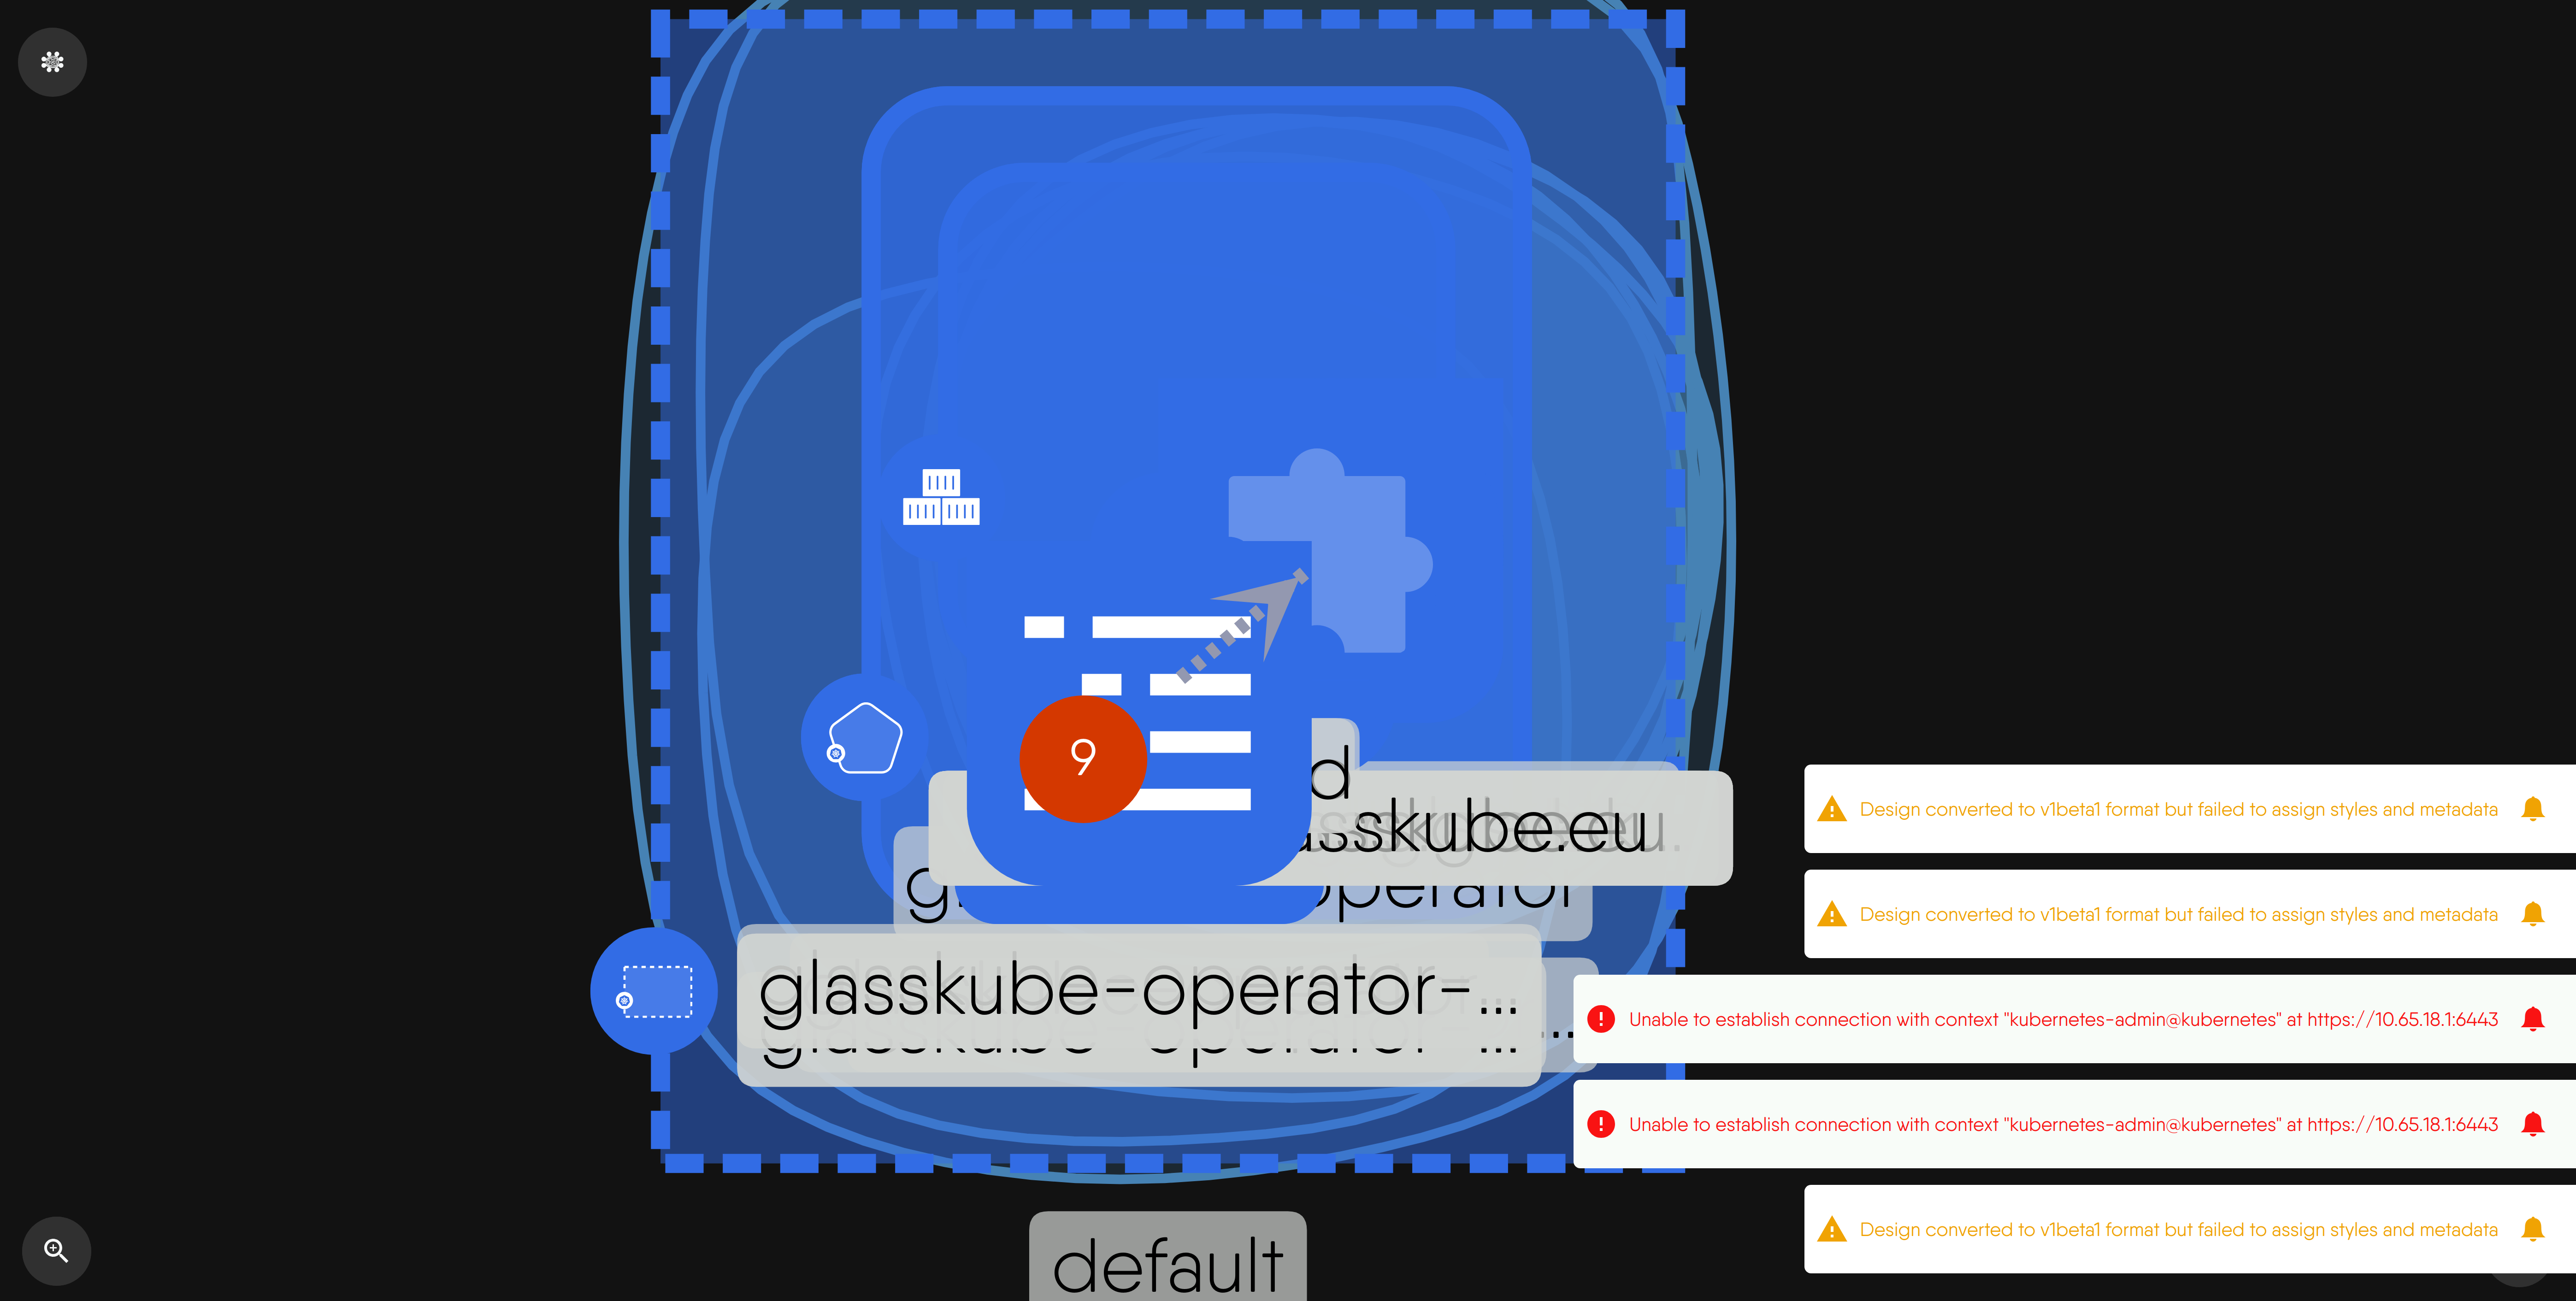 d
sskube.eu
9
operator
glasskube-operator-...
default
Design converted to v1beta1 format but failed to assign styles and metadata
Design converted to v1beta1 format but failed to assign styles and metadata
Unable to establish connection with context "kubernetes-admin@kubernetes" at https://10.65.18.1:6443
Unable to establish connection with context "kubernetes-admin@kubernetes" at https://10.65.18.1:6443
Design converted to v1beta1 format but failed to assign styles and metadata